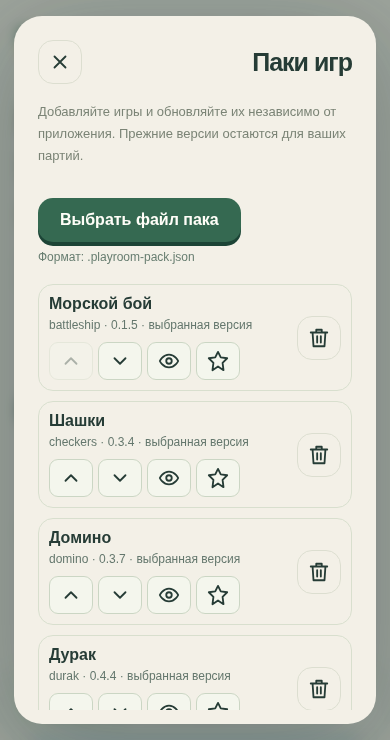 Паки игр
Добавляйте игры и обновляйте их независимо от
приложения. Прежние версии остаются для ваших
партий.
Выбрать файл пака
Формат: .playroom-pack.json
Морской бой
battleship · 0.1.5 · выбранная версия
Шашки
checkers · 0.3.4 · выбранная версия
Домино
domino · 0.3.7 · выбранная версия
Дурак
durak · 0.4.4 · выбранная версия